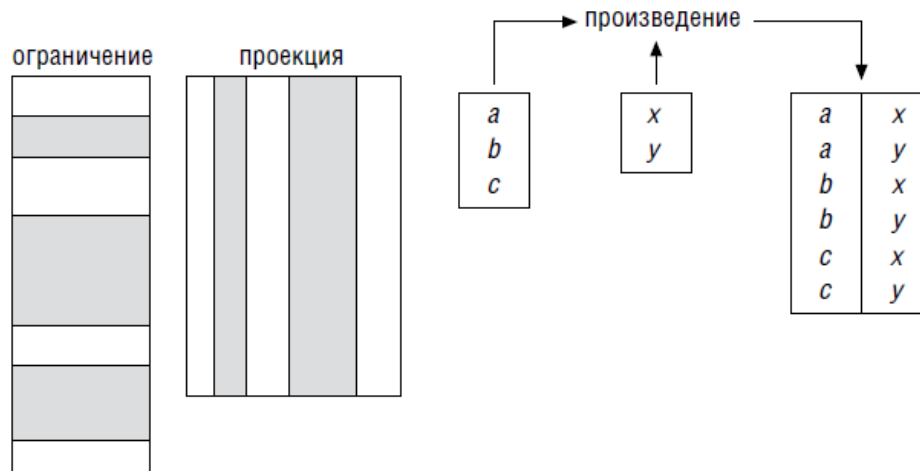 ограничение
проекция
произведение
a
b
c
x
y
a x
a y
b x
b y
c x
c y